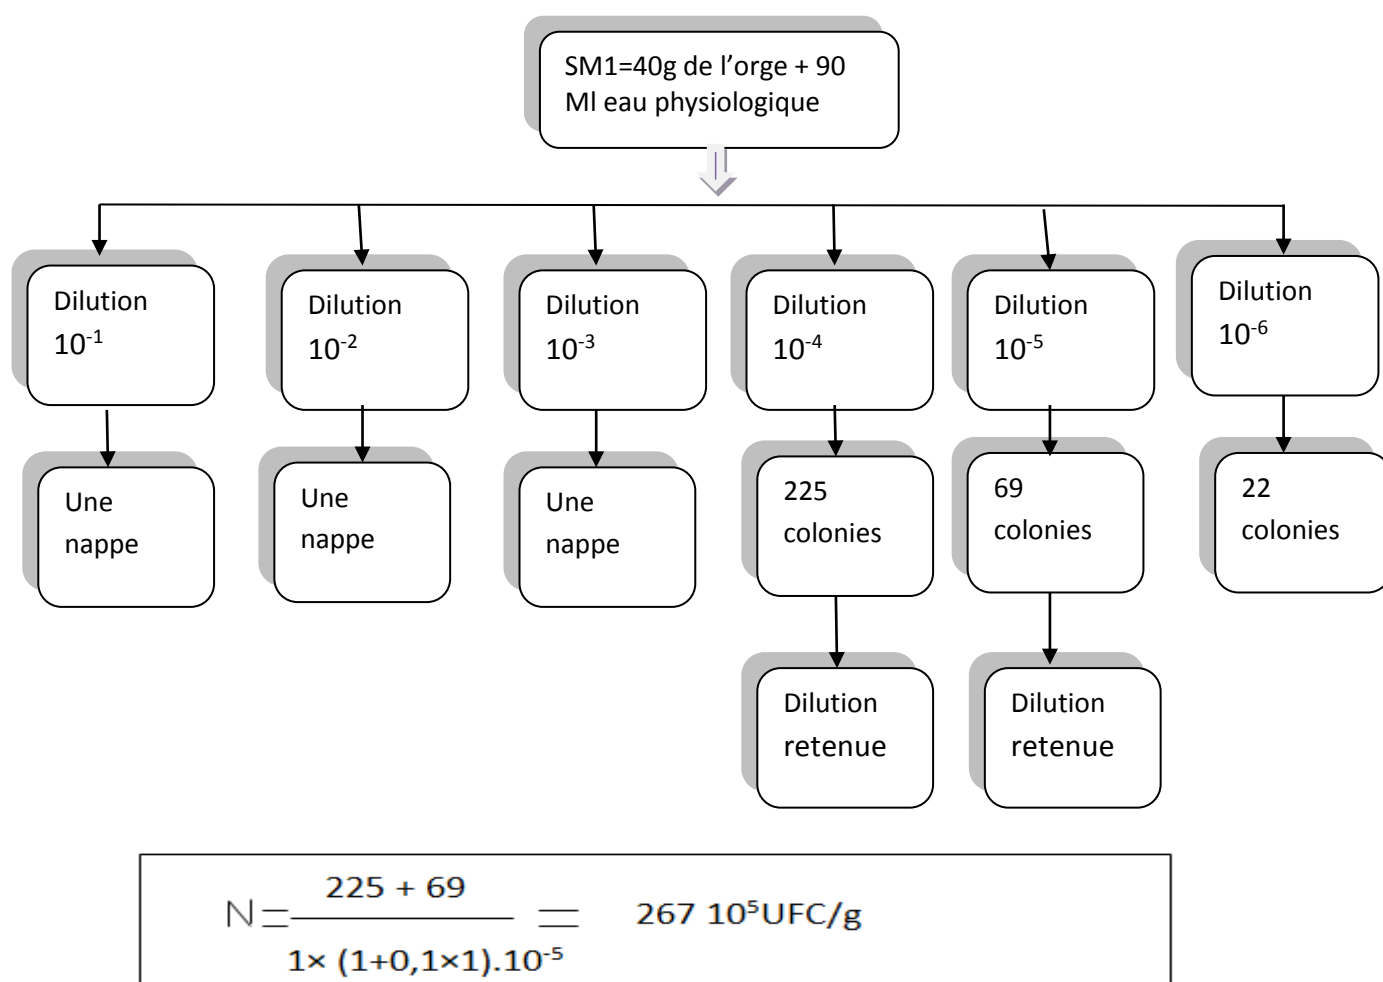 SM1=40g de l’orge + 90
Ml eau physiologique
Dilution
10⁻¹
Dilution
10⁻²
Dilution
10⁻³
Dilution
10⁻⁴
Dilution
10⁻⁵
Dilution
10⁻⁶
Une
nappe
Une
nappe
Une
nappe
225
colonies
69
colonies
22
colonies
Dilution
retenue
Dilution
retenue
225 + 69
N = = 267 10⁵UFC/g
1× (1+0,1×1).10⁻⁵